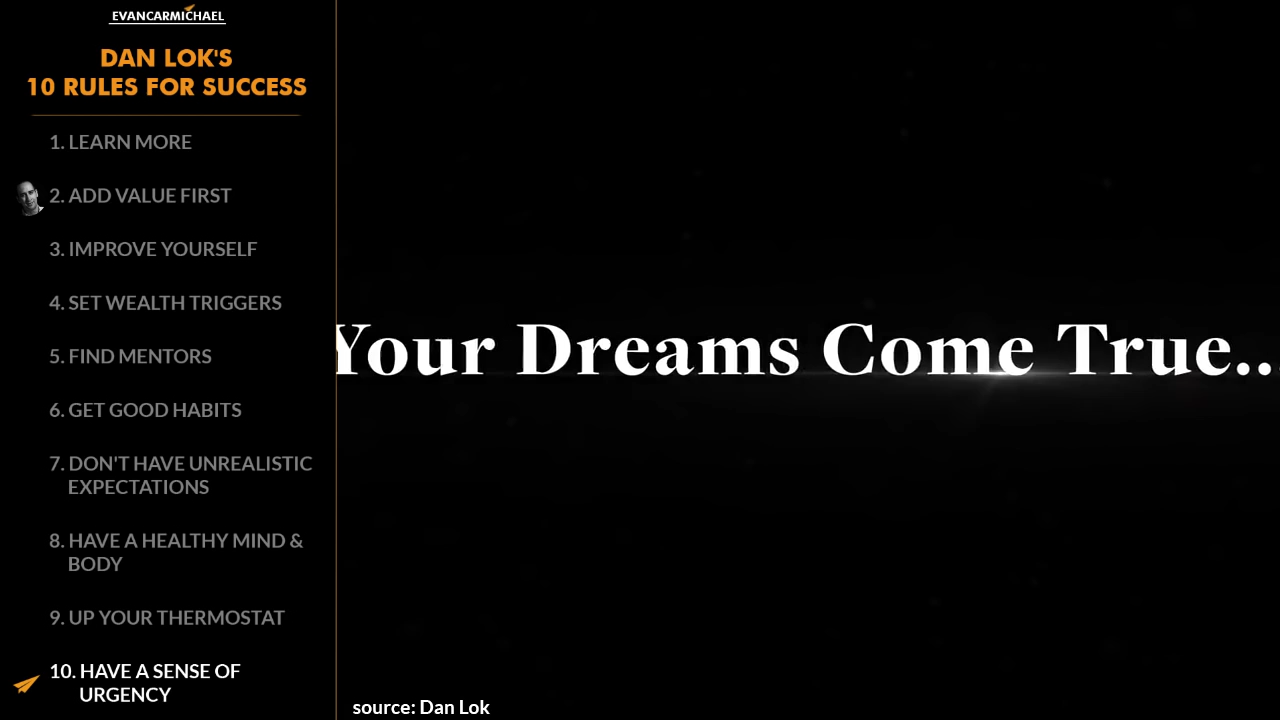 EVANCARMICHAEL
DAN LOK'S
10 RULES FOR SUCCESS
1. LEARN MORE
2. ADD VALUE FIRST
3. IMPROVE YOURSELF
4. SET WEALTH TRIGGERS
5. FIND MENTORS
6. GET GOOD HABITS
7. DON'T HAVE UNREALISTIC
EXPECTATIONS
8. HAVE A HEALTHY MIND &
BODY
9. UP YOUR THERMOSTAT
10. HAVE A SENSE OF
URGENCY
Your Dreams Come True..
source: Dan Lok